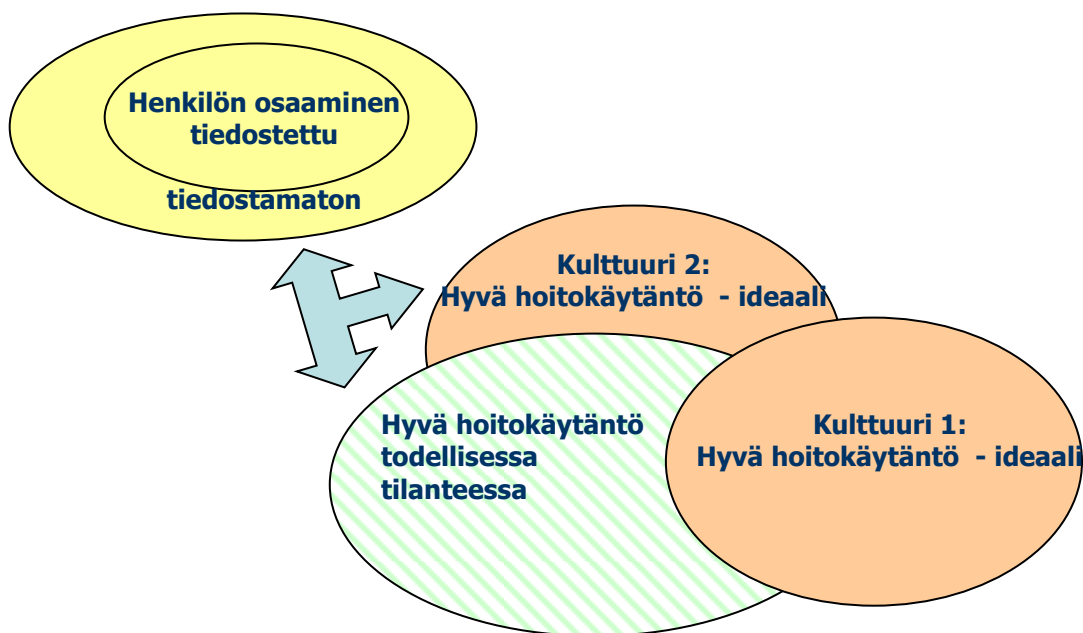 Henkilön osaaminen
tiedostettu
tiedostamaton
Kulttuuri 2:
Hyvä hoitokäytäntö - ideaali
Hyvä hoitokäytäntö
todellisessa
tilanteessa
Kulttuuri 1:
Hyvä hoitokäytäntö - ideaali